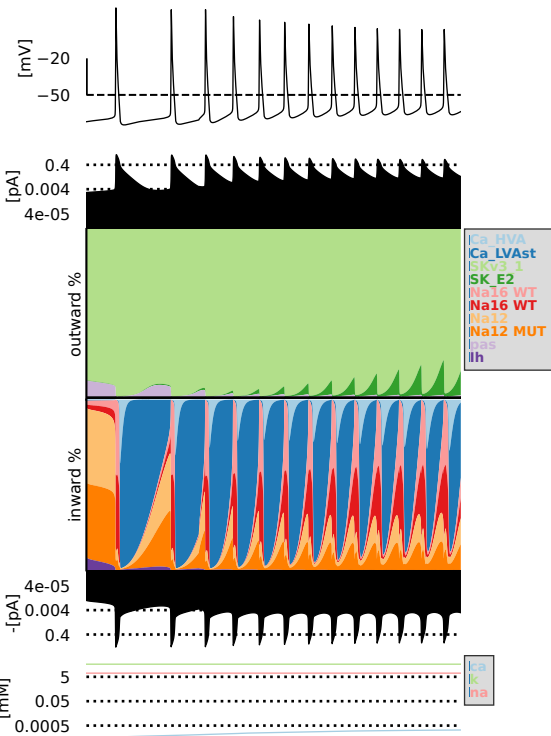 [mV]
−20
−50
[pA]
0.4
0.004
4e-05
outward %
Ca_HVA
Ca_LVAst
SKv3_1
SK_E2
Na16 WT
Na16 WT
Na12
Na12 MUT
pas
Ih
inward %
-[pA]
4e-05
0.004
0.4
[mM]
5
0.05
0.0005
ca
k
na